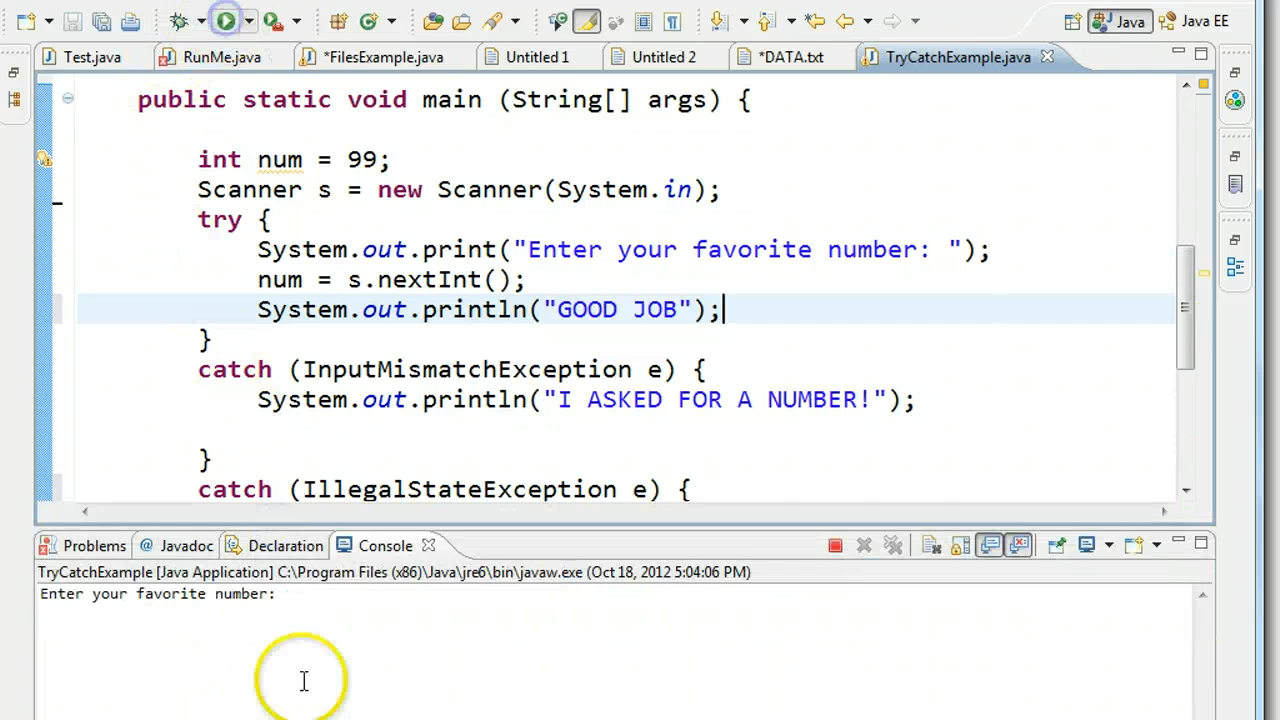 Java
Java EE
Test.java
RunMe.java
*FilesExample.java
Untitled 1
Untitled 2
*DATA.txt
TryCatchExample.java
public static void main (String[] args) {
int num = 99;
Scanner s = new Scanner(System.in);
try {
System.out.print("Enter your favorite number: ");
num = s.nextInt();
System.out.println("GOOD JOB");
}
catch (InputMismatchException e) {
System.out.println("I ASKED FOR A NUMBER!");
}
catch (IllegalStateException e) {
Problems
@ Javadoc
Declaration
Console
TryCatchExample [Java Application] C:\Program Files (x86)\Java\jre6\bin\javaw.exe (Oct 18, 2012 5:04:06 PM)
Enter your favorite number: